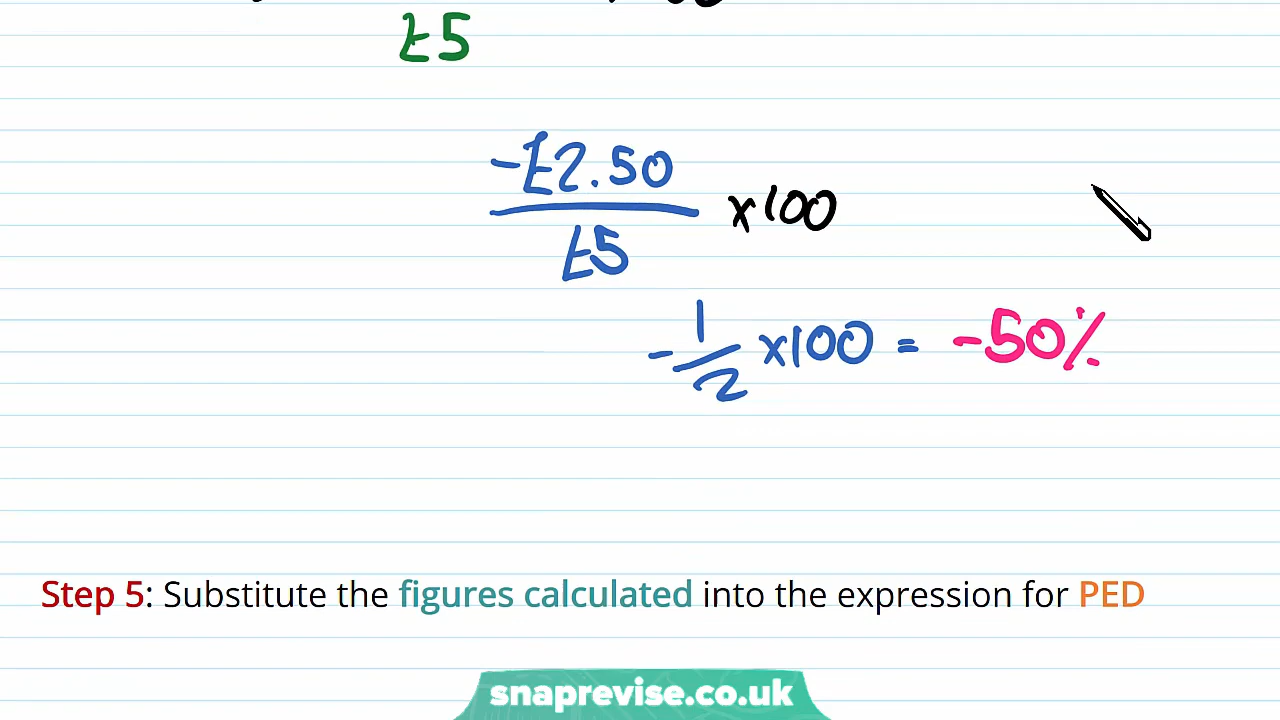 £5
-£2.50
x100
£5
-1/2 x100 = -50%
Step 5: Substitute the figures calculated into the expression for PED
snaprevise.co.uk